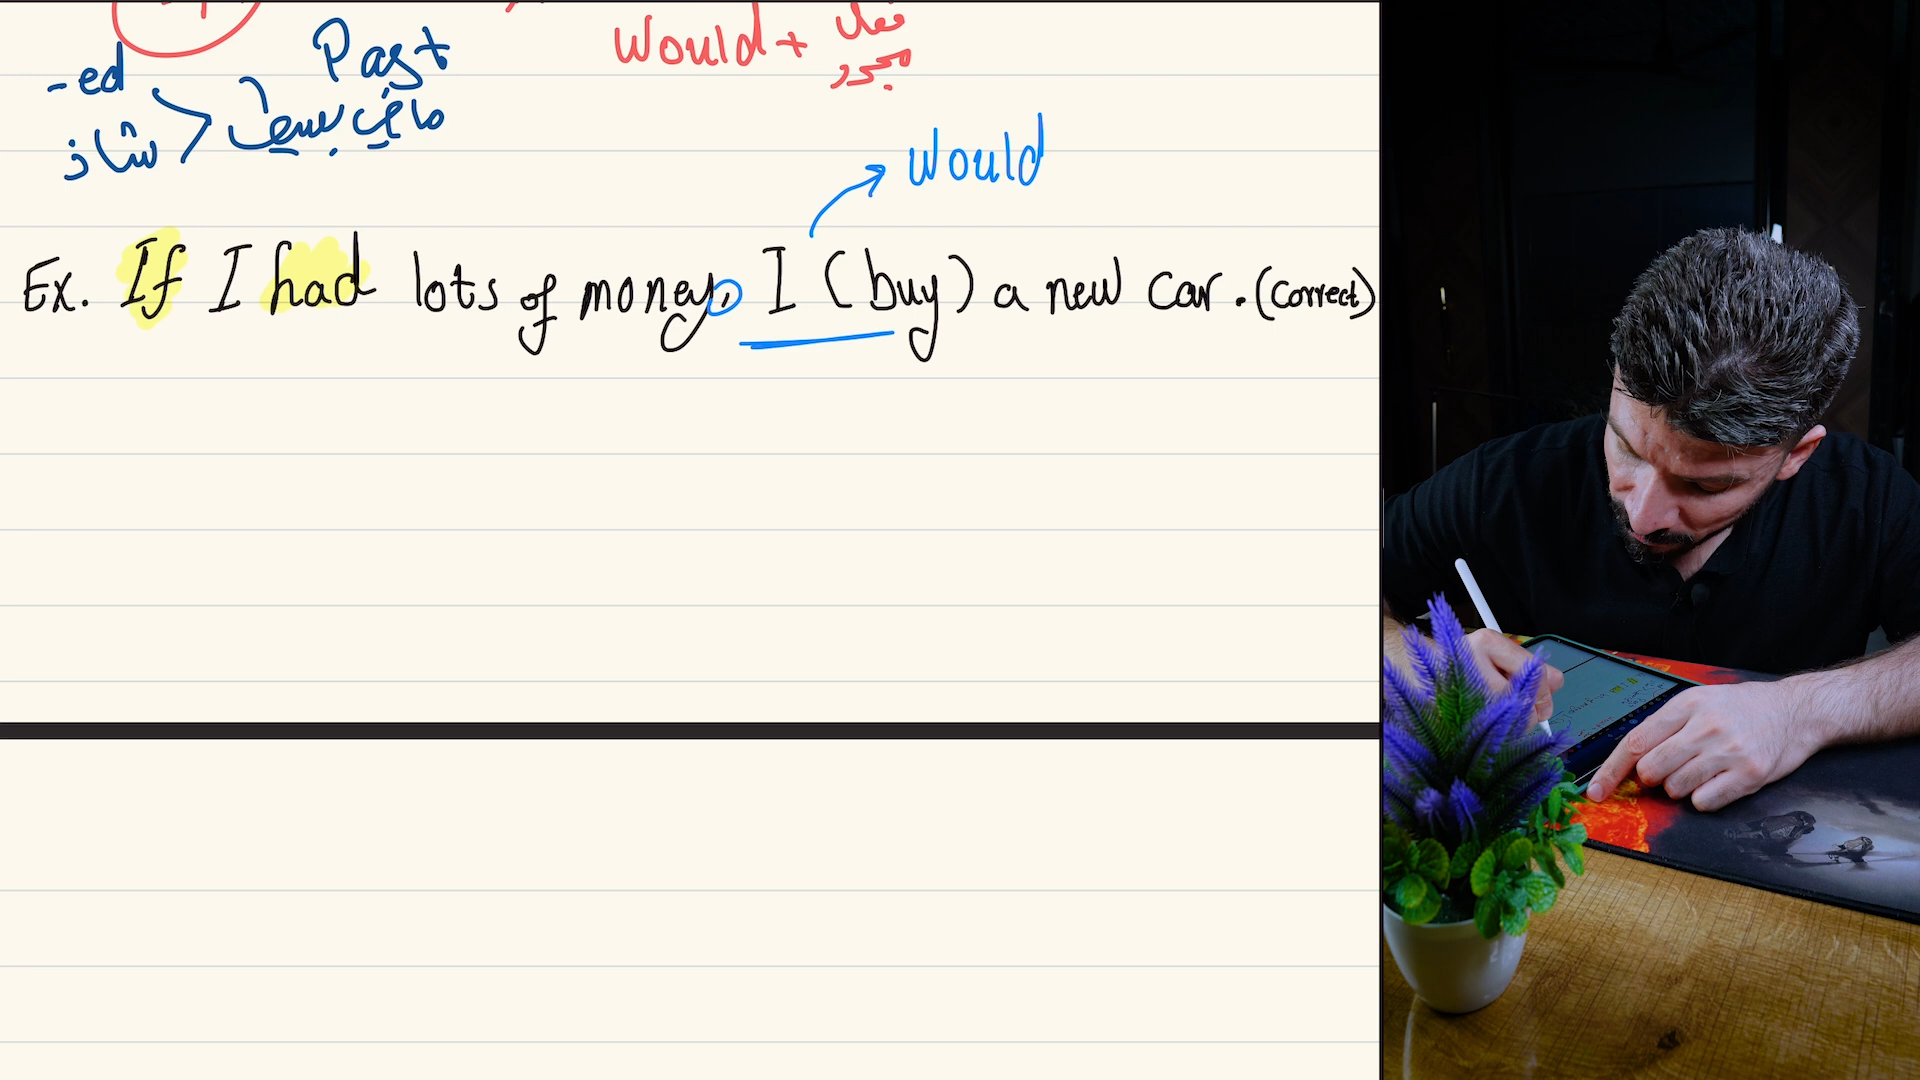 would + فعل
مجرد
-ed
Past
شاذ
ماضي بسيط
would
Ex. If I had lots of money, I (buy) a new car. (correct)